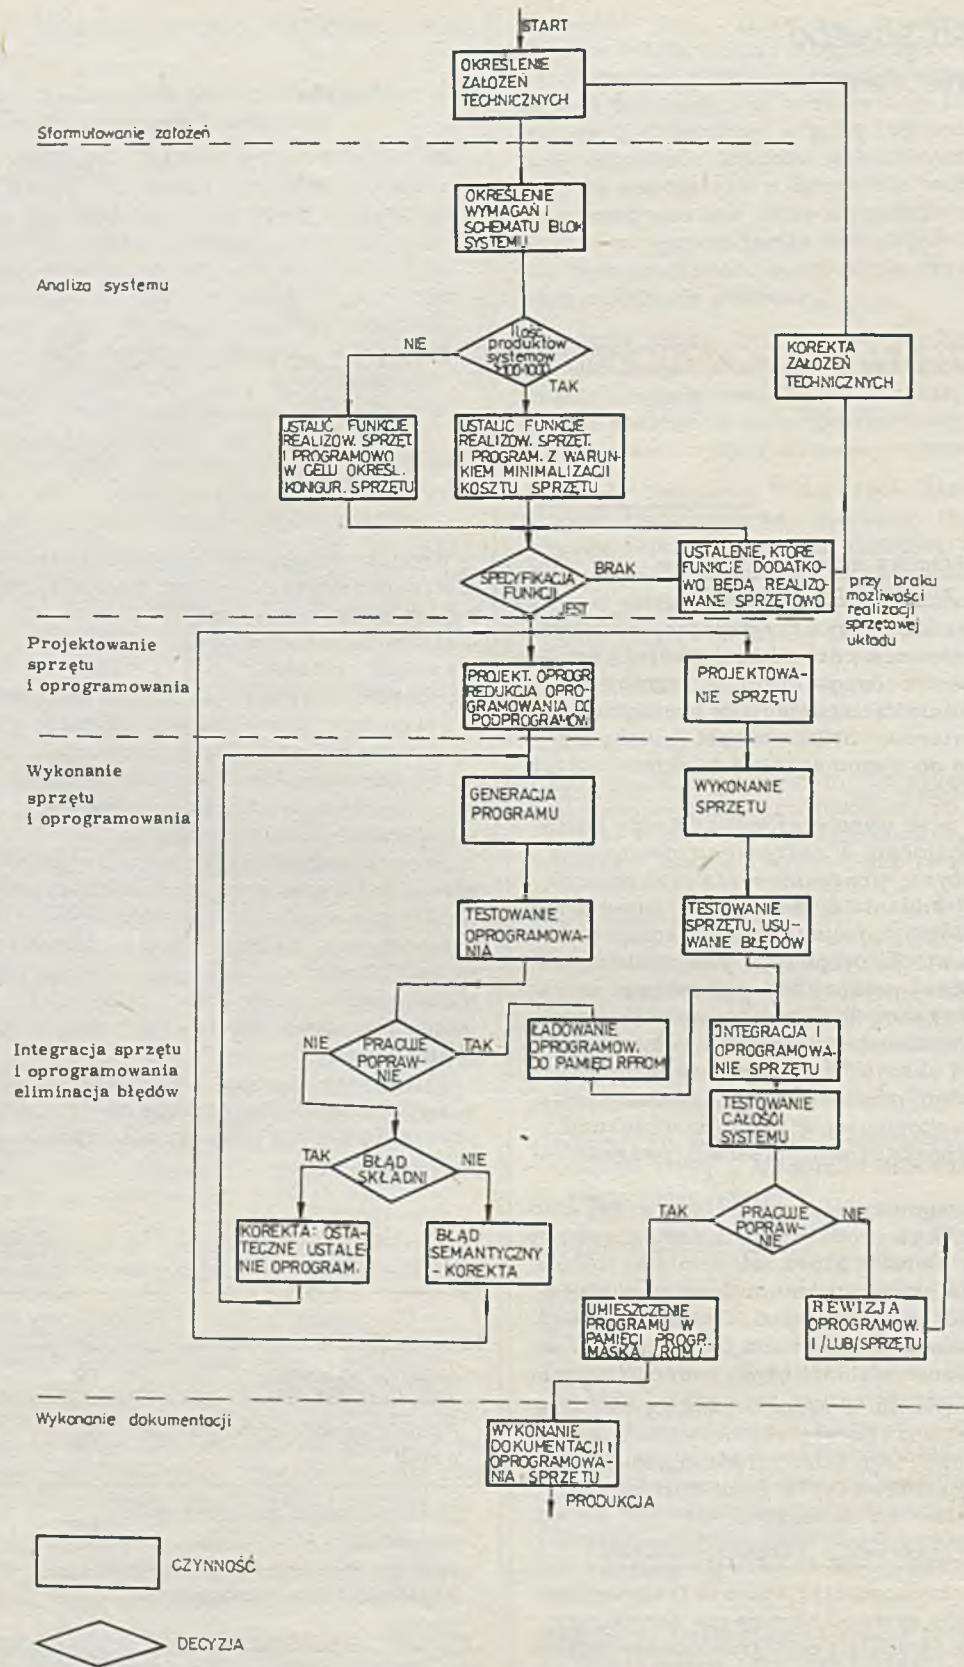 START
OKREŚLENIE
ZAŁOZEŃ
TECHNICZNYCH
Sformułowanie założeń
OKREŚLENIE
WYMAGAŃ I
SCHEMATU BLOK
SYSTEMU
Analiza systemu
Ilość
produktów
systemów
NIE
TAK
KOREKTA
ZAŁOZEŃ
TECHNICZNYCH
USTALIĆ FUNKCJE
REALIZOW. SPRZĘT.
I PROGRAMOWO
W CELU OKREŚL.
KONGUR. SPRZĘTU
USTALIĆ FUNKCJE
REALIZOW. SPRZĘT.
I PROGRAM. Z WARUN-
KIEM MINIMALIZACJI
KOSZTU SPRZĘTU
SPECYFIKACJA
FUNKCJI
BRAK
JEST
USTALENIE, KTÓRE
FUNKCJE DODATKO-
WO BĘDĄ REALIZO-
WANE SPRZĘTOWO
przy braku
możliwości
realizacji
sprzętowej
układu
Projektowanie
sprzętu
i oprogramowania
PROJEKT. OPROGR
REDUKCJA OPRO-
GRAMOWANIA DO
PODPROGRAMÓW
PROJEKTOWA-
NIE SPRZĘTU
Wykonanie
sprzętu
i oprogramowania
GENERACJA
PROGRAMU
WYKONANIE
SPRZĘTU
TESTOWANIE
OPROGRAMOWA-
NIA
TESTOWANIE
SPRZĘTU, USU-
WANIE BŁĘDÓW
Integracja sprzętu
i oprogramowania
eliminacja błędów
NIE
PRACUJE
POPRAW-
NIE
TAK
ŁADOWANIE
OPROGRAMOW.
DO PAMIĘCI RPROM
INTEGRACJA I
OPROGRAMOWA-
NIE SPRZĘTU
TESTOWANIE
CAŁOŚCI
SYSTEMU
TAK
BŁĄD
SKŁADNI
NIE
TAK
PRACUJE
POPRAW-
NIE
NIE
KOREKTA: OSTA-
TECZNE USTALE
NIE OPROGRAM.
BŁĄD
SEMANTYCZNY
- KOREKTA
UMIESZCZENIE
PROGRAMU W
PAMIĘCI PROGR.
MASKĄ /ROM/
REWIZJA
OPROGRAMOW.
I /LUB/SPRZĘTU
Wykonanie dokumentacji
WYKONANIE
DOKUMENTACJI I
OPROGRAMOWA-
NIA SPRZĘTU
PRODUKCJA
CZYNNOŚĆ
DECYZJA